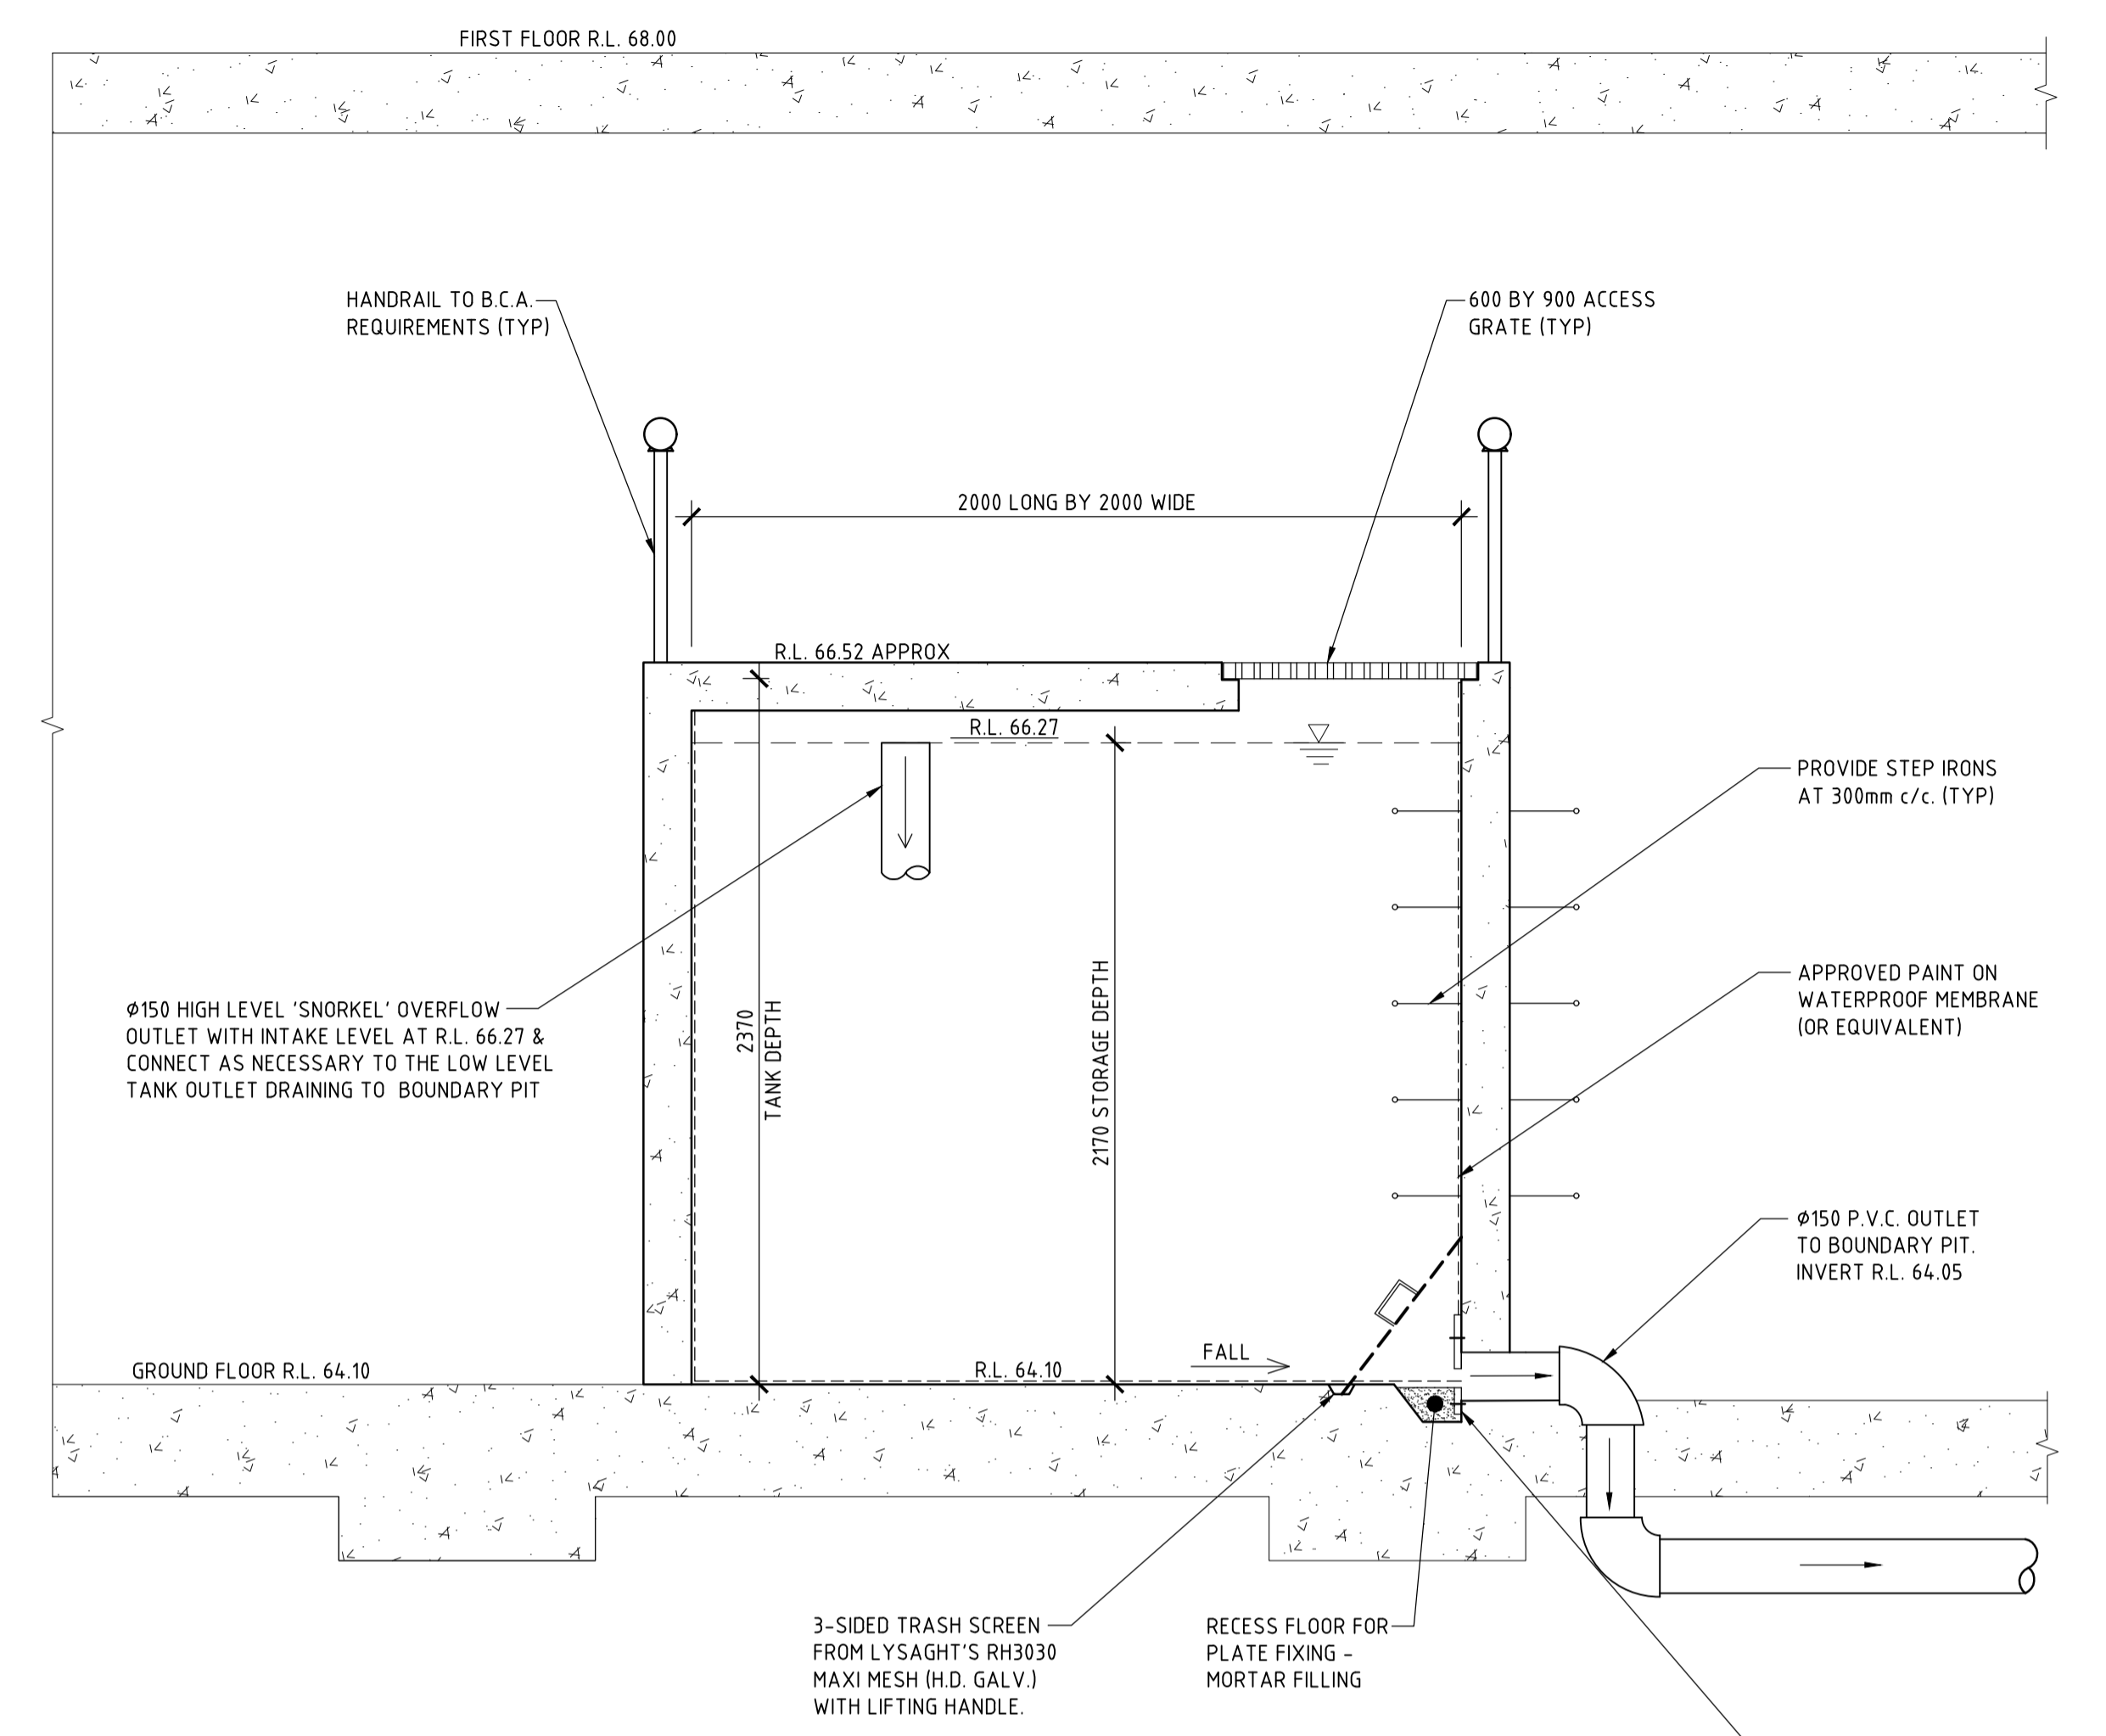 FIRST FLOOR R.L. 68.00
HANDRAIL TO B.C.A.
REQUIREMENTS (TYP)
600 BY 900 ACCESS
GRATE (TYP)
2000 LONG BY 2000 WIDE
R.L. 66.52 APPROX
R.L. 66.27
PROVIDE STEP IRONS
AT 300mm c/c. (TYP)
APPROVED PAINT ON
WATERPROOF MEMBRANE
(OR EQUIVALENT)
Ø150 HIGH LEVEL 'SNORKEL' OVERFLOW
OUTLET WITH INTAKE LEVEL AT R.L. 66.27 &
CONNECT AS NECESSARY TO THE LOW LEVEL
TANK OUTLET DRAINING TO BOUNDARY PIT
2370
TANK DEPTH
2170 STORAGE DEPTH
Ø150 P.V.C. OUTLET
TO BOUNDARY PIT.
INVERT R.L. 64.05
GROUND FLOOR R.L. 64.10
R.L. 64.10
FALL
3-SIDED TRASH SCREEN
FROM LYSAGHT'S RH3030
MAXI MESH (H.D. GALV.)
WITH LIFTING HANDLE.
RECESS FLOOR FOR
PLATE FIXING -
MORTAR FILLING